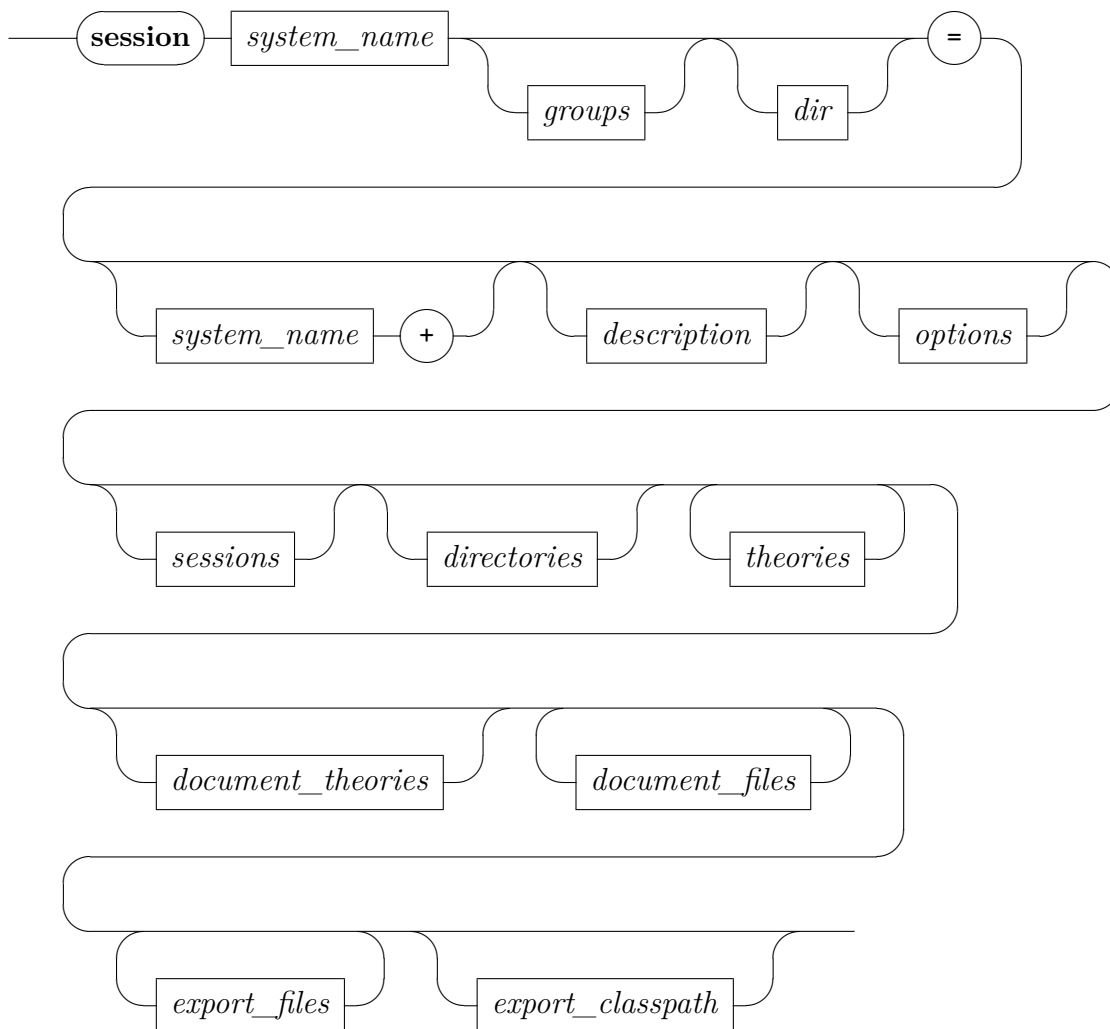 session system_name =
groups dir
system_name + description options
sessions directories theories
document_theories document_files
export_files export_classpath